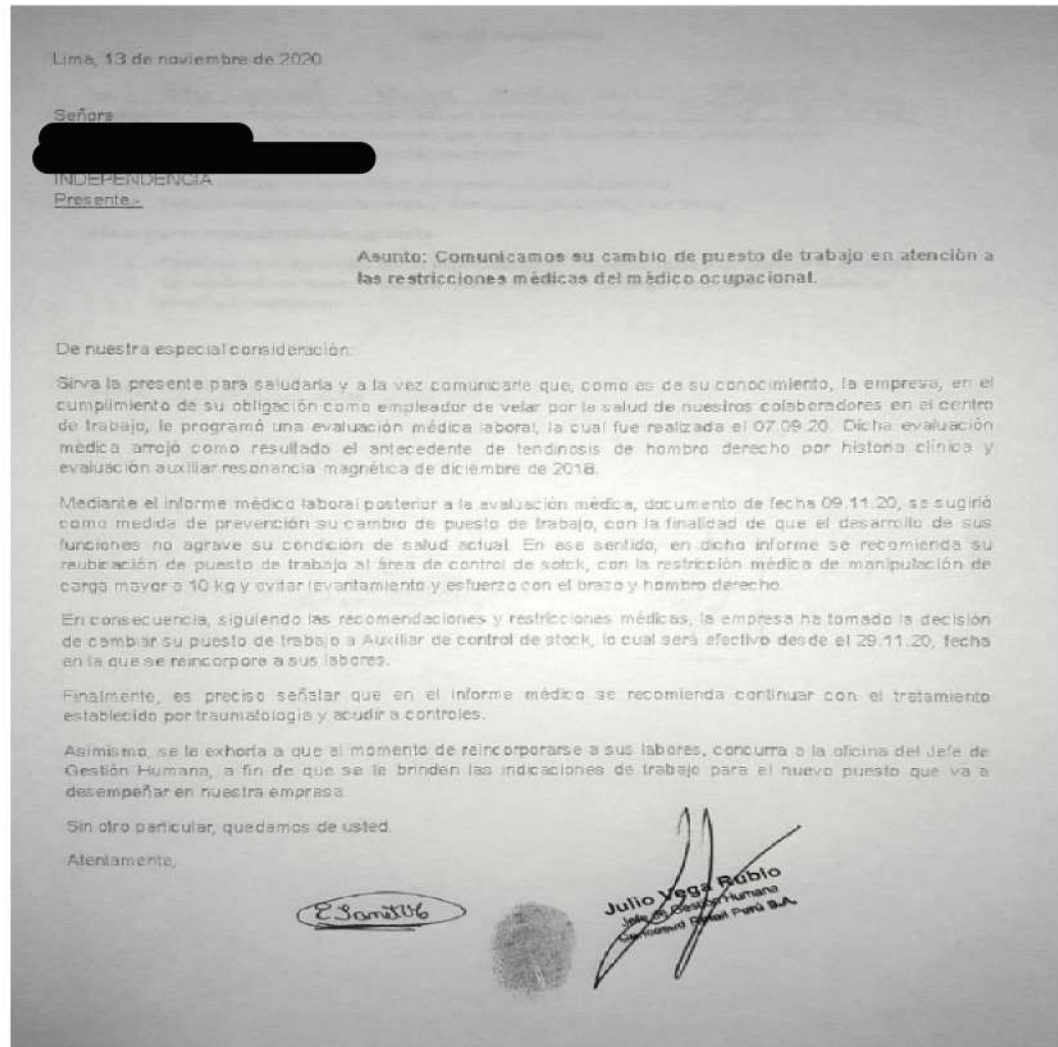 Lima, 13 de noviembre de 2020
Señora
INDEPENDENCIA
Presente.-
Asunto: Comunicamos su cambio de puesto de trabajo en atención a
las restricciones médicas del médico ocupacional.
De nuestra especial consideración:
Sirva la presente para saludarla y a la vez comunicarle que, como es de su conocimiento, la empresa, en el
cumplimiento de su obligación como empleador de velar por la salud de nuestros colaboradores en el centro
de trabajo, le programó una evaluación médica laboral, la cual fue realizada el 07.09.20. Dicha evaluación
médica arrojó como resultado el antecedente de tendinosis de hombro derecho por historia clínica y
evaluación auxiliar resonancia magnética de diciembre de 2018.
Mediante el informe médico laboral posterior a la evaluación médica, documento de fecha 09.11.20, se sugirió
como medida de prevención su cambio de puesto de trabajo, con la finalidad de que el desarrollo de sus
funciones no agrave su condición de salud actual. En ese sentido, en dicho informe se recomienda su
reubicación de puesto de trabajo al área de control de sotck, con la restricción médica de manipulación de
carga mayor a 10 kg y evitar levantamiento y esfuerzo con el brazo y hombro derecho.
En consecuencia, siguiendo las recomendaciones y restricciones médicas, la empresa ha tomado la decisión
de cambiar su puesto de trabajo a Auxiliar de control de stock, lo cual será efectivo desde el 29.11.20, fecha
en la que se reincorpore a sus labores.
Finalmente, es preciso señalar que en el informe médico se recomienda continuar con el tratamiento
establecido por traumatología y acudir a controles.
Asimismo, se le exhorta a que al momento de reincorporarse a sus labores, concurra a la oficina del Jefe de
Gestión Humana, a fin de que se le brinden las indicaciones de trabajo para el nuevo puesto que va a
desempeñar en nuestra empresa.
Sin otro particular, quedamos de usted.
Atentamente,
Julio Vega Rubio
Jefe de Gestión Humana
Cencosud Retail Perú S.A.